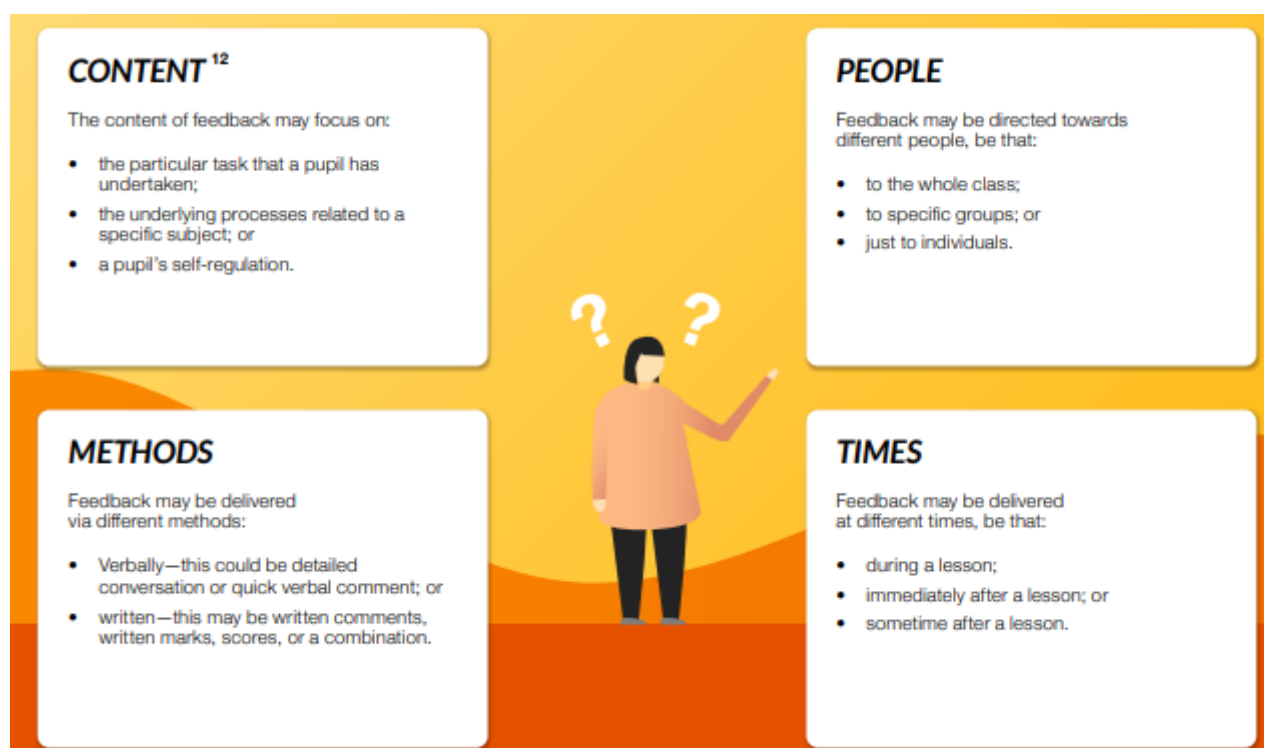 CONTENT 12
The content of feedback may focus on:
• the particular task that a pupil has
undertaken;
• the underlying processes related to a
specific subject; or
• a pupil's self-regulation.
PEOPLE
Feedback may be directed towards
different people, be that:
• to the whole class;
• to specific groups; or
• just to individuals.
? ?
METHODS
Feedback may be delivered
via different methods:
• Verbally—this could be detailed
conversation or quick verbal comment; or
• written—this may be written comments,
written marks, scores, or a combination.
TIMES
Feedback may be delivered
at different times, be that:
• during a lesson;
• immediately after a lesson; or
• sometime after a lesson.